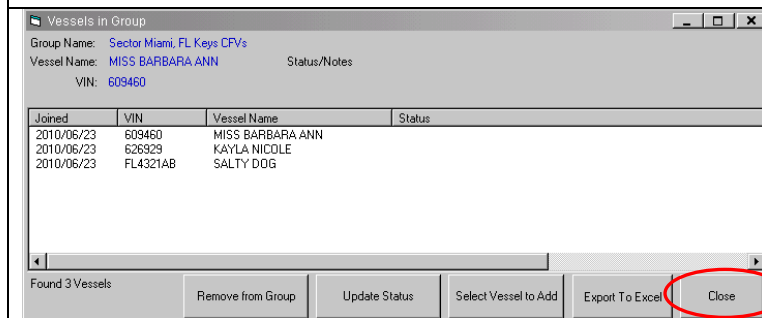 Vessels in Group
Group Name: Sector Miami, FL Keys CFVs
Vessel Name: MISS BARBARA ANN Status/Notes
VIN: 609460
Joined VIN Vessel Name Status
2010/06/23 609460 MISS BARBARA ANN
2010/06/23 626929 KAYLA NICOLE
2010/06/23 FL4321AB SALTY DOG
Found 3 Vessels Remove from Group Update Status Select Vessel to Add Export To Excel Close